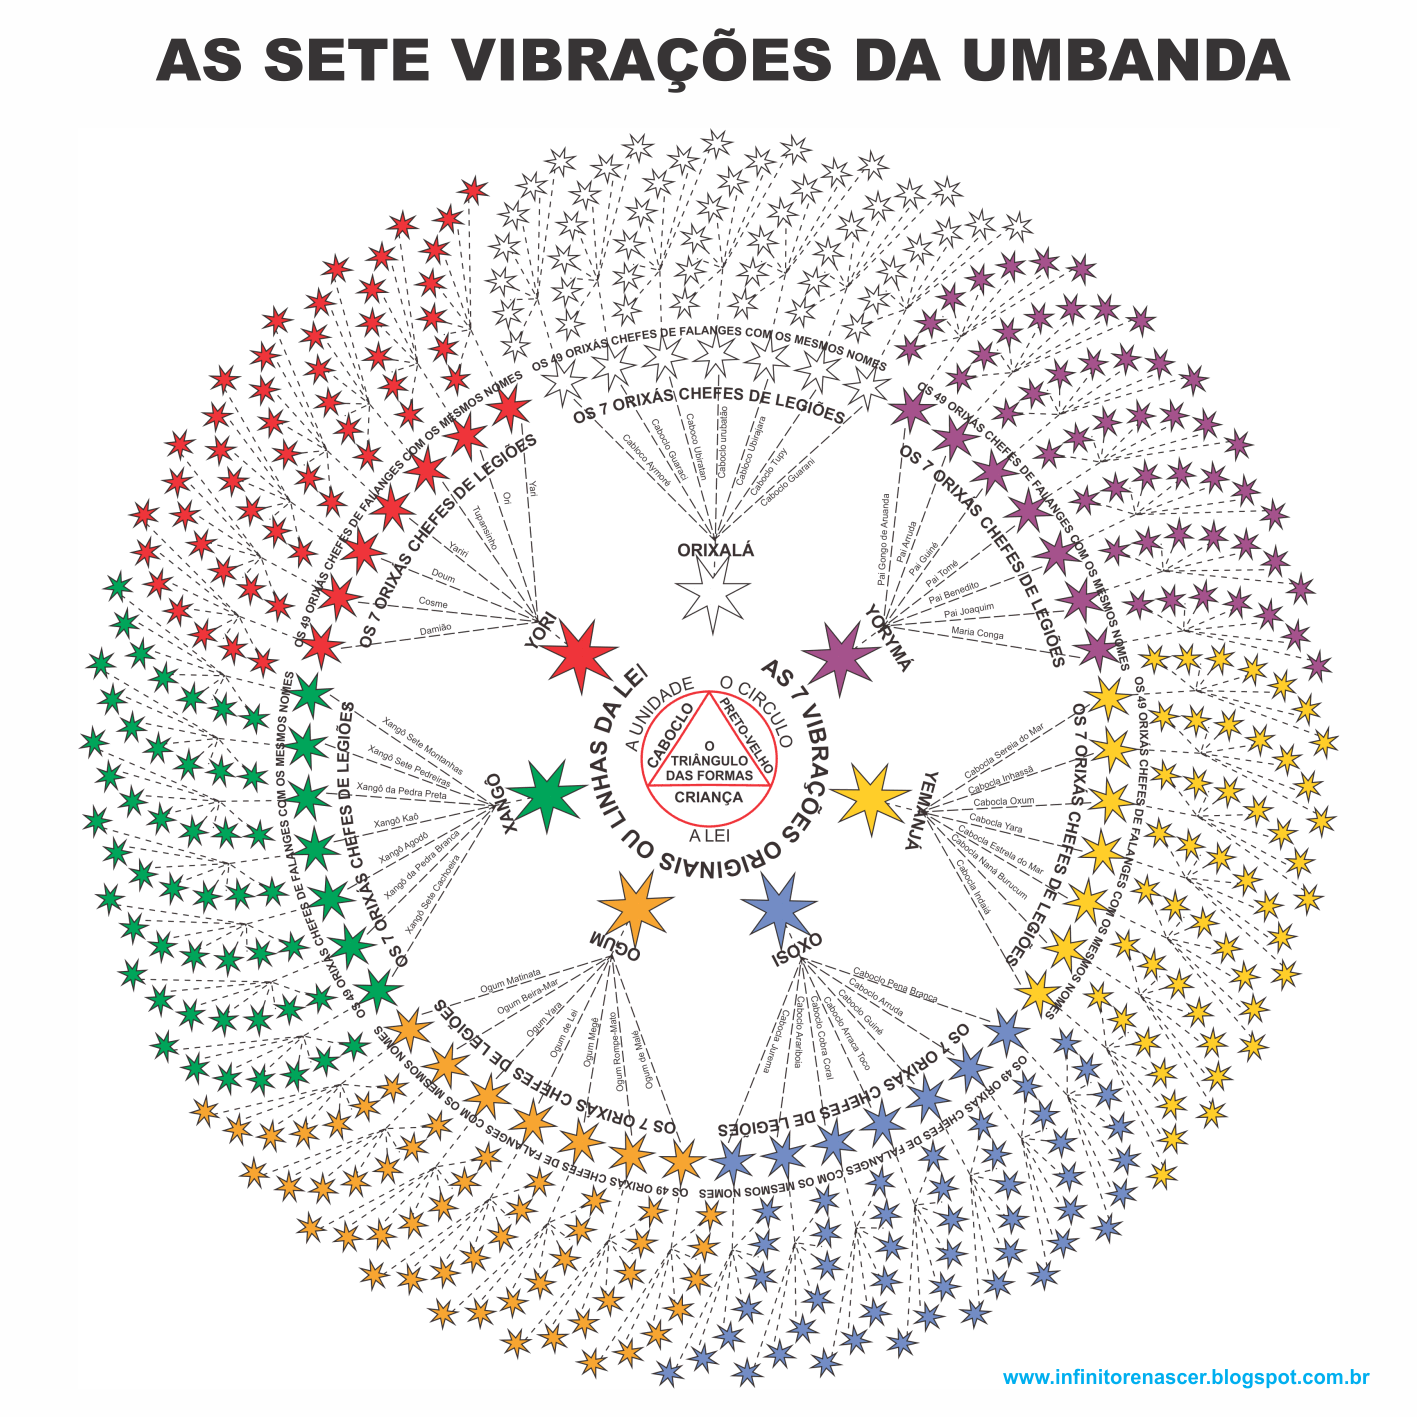 AS SETE VIBRAÇÕES DA UMBANDA
OS 49 ORIXÁS CHEFES DE FALANGES COM OS MESMOS NOMES
OS 7 ORIXÁS CHEFES DE LEGIÕES
Cabloco Aymoré
Caboclo Guaraci
Caboco Ubiratan
Caboclo urubatão
Cabloco Ubirajara
Caboclo Tupy
Caboclo Guarani
ORIXALÁ
OS 49 ORIXÁS CHEFES DE FALANGES COM OS MESMOS NOMES
OS 7 ORIXÁS CHEFES DE LEGIÕES
Pai Gongo de Aruanda
Pai Arruda
Pai Guiné
Pai Tomé
Pai Benedito
Pai Joaquim
Maria Conga
YORYMÁ
OS 49 ORIXÁS CHEFES DE FALANGES COM OS MESMOS NOMES
OS 7 ORIXÁS CHEFES DE LEGIÕES
Cabocla Sereia do Mar
Cabocla Inhassã
Cabocla Oxum
Cabocla Yara
Cabocla Estrela do Mar
Cabocla Naná Burucum
Cabocla Indaiá
YEMANJÁ
OS 49 ORIXÁS CHEFES DE FALANGES COM OS MESMOS NOMES
OS 7 ORIXÁS CHEFES DE LEGIÕES
Caboclo Pena Branca
Caboclo Arruda
Caboclo Guiné
Caboclo Arraca Toco
Caboclo Cobra Coral
Caboclo Arariboia
Cabocla Jurema
OXOSI
OS 49 ORIXÁS CHEFES DE FALANGES COM OS MESMOS NOMES
OS 7 ORIXÁS CHEFES DE LEGIÕES
Ogum de Malê
Ogum Rompe-Mato
Ogum Megê
Ogum de Lei
Ogum Yara
Ogum Beira-Mar
Ogum Matinata
OGUM
OS 49 ORIXÁS CHEFES DE FALANGES COM OS MESMOS NOMES
OS 7 ORIXÁS CHEFES DE LEGIÕES
Xangô Sete Montanhas
Xangô Sete Pedreiras
Xangô da Pedra Preta
Xangô Kaô
Xangô Agodô
Xangô da Pedra Branca
Xangô Sete Cachoeira
XANGÔ
OS 49 ORIXÁS CHEFES DE FALANGES COM OS MESMOS NOMES
OS 7 ORIXÁS CHEFES DE LEGIÕES
Yari
Ori
Tupansinho
Yariri
Doum
Cosme
Damião
YORI
AS 7 VIBRAÇÕES ORIGINAIS OU LINHAS DA LEI
A UNIDADE
O CIRCULO
CABOCLO
PRETO-VELHO
O
TRIÂNGULO
DAS FORMAS
CRIANÇA
A LEI
www.infinitorenascer.blogspot.com.br